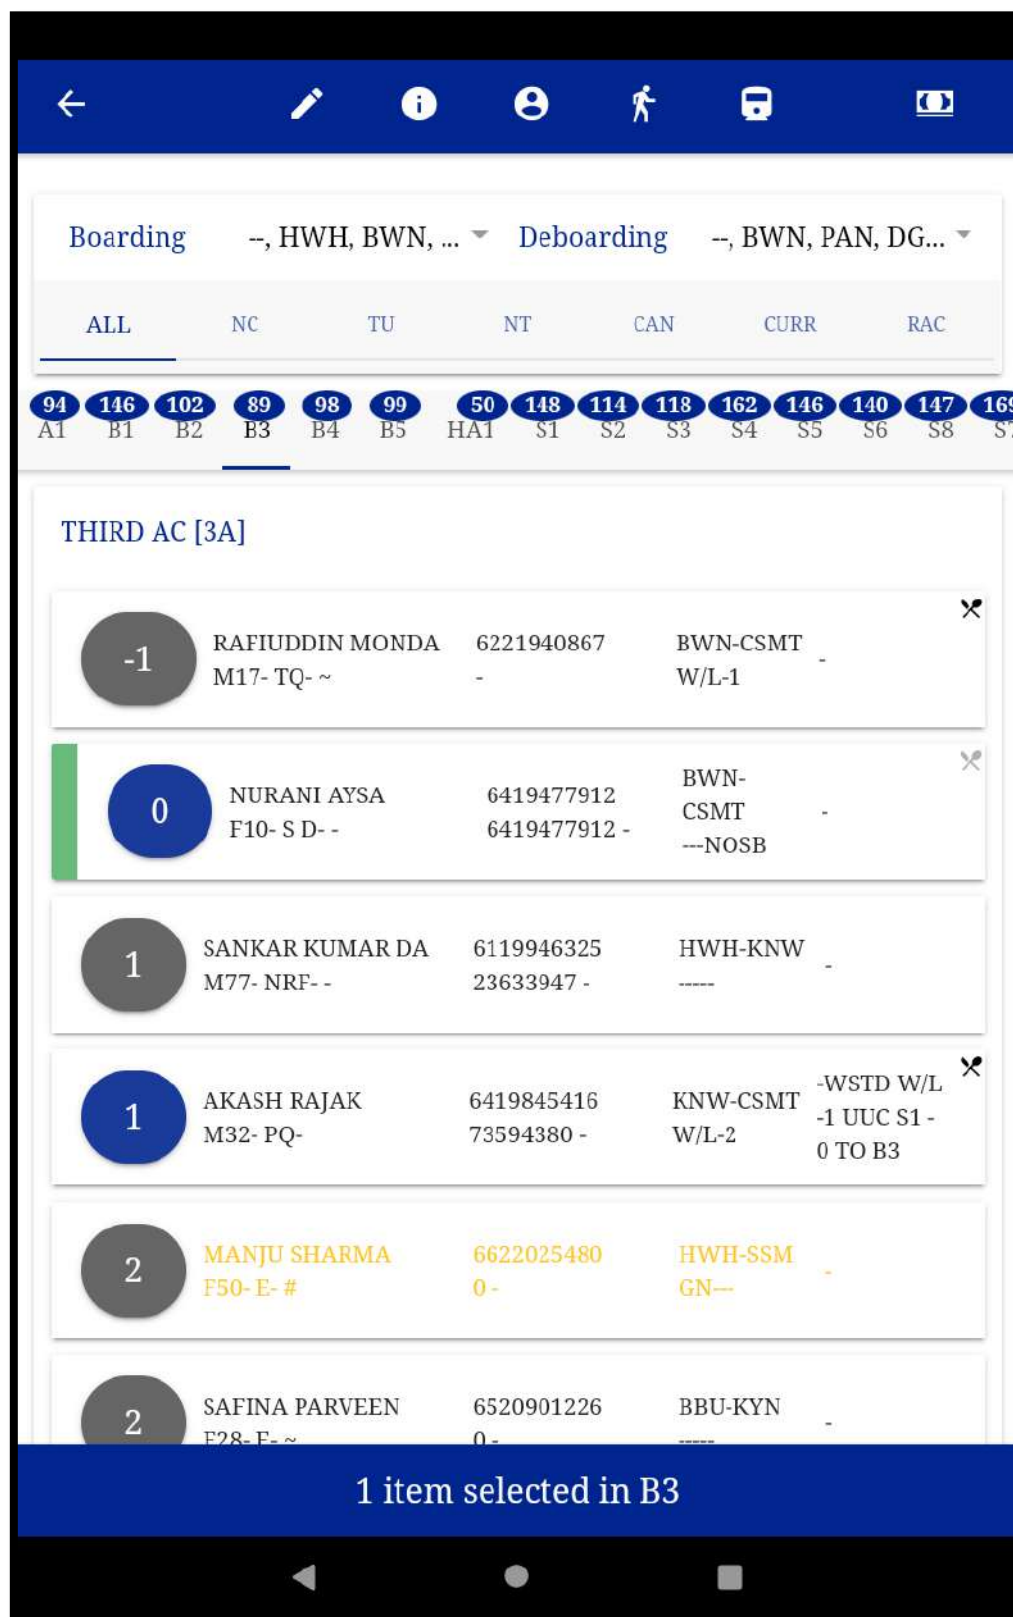 Boarding --, HWH, BWN, ... Deboarding --, BWN, PAN, DG...
ALL NC TU NT CAN CURR RAC
94 146 102 89 98 99 50 148 114 118 162 146 140 147 169
A1 B1 B2 B3 B4 B5 HA1 S1 S2 S3 S4 S5 S6 S8 S7
THIRD AC [3A]
-1
RAFIUDDIN MONDA 6221940867 BWN-CSMT -
M17- TQ- ~ - W/L-1
0
NURANI AYSA 6419477912 BWN-
CSMT -
F10- S D- - 6419477912 - ---NOSB
1
SANKAR KUMAR DA 6119946325 HWH-KNW -
M77- NRF- - 23633947 - -----
1
AKASH RAJAK 6419845416 KNW-CSMT -WSTD W/L
M32- PQ- 73594380 - W/L-2 -1 UUC S1 -
0 TO B3
2
MANJU SHARMA 6622025480 HWH-SSM -
F50- E- # 0 - GN---
2
SAFINA PARVEEN 6520901226 BBU-KYN -
F28- E- ~ 0 - -----
1 item selected in B3